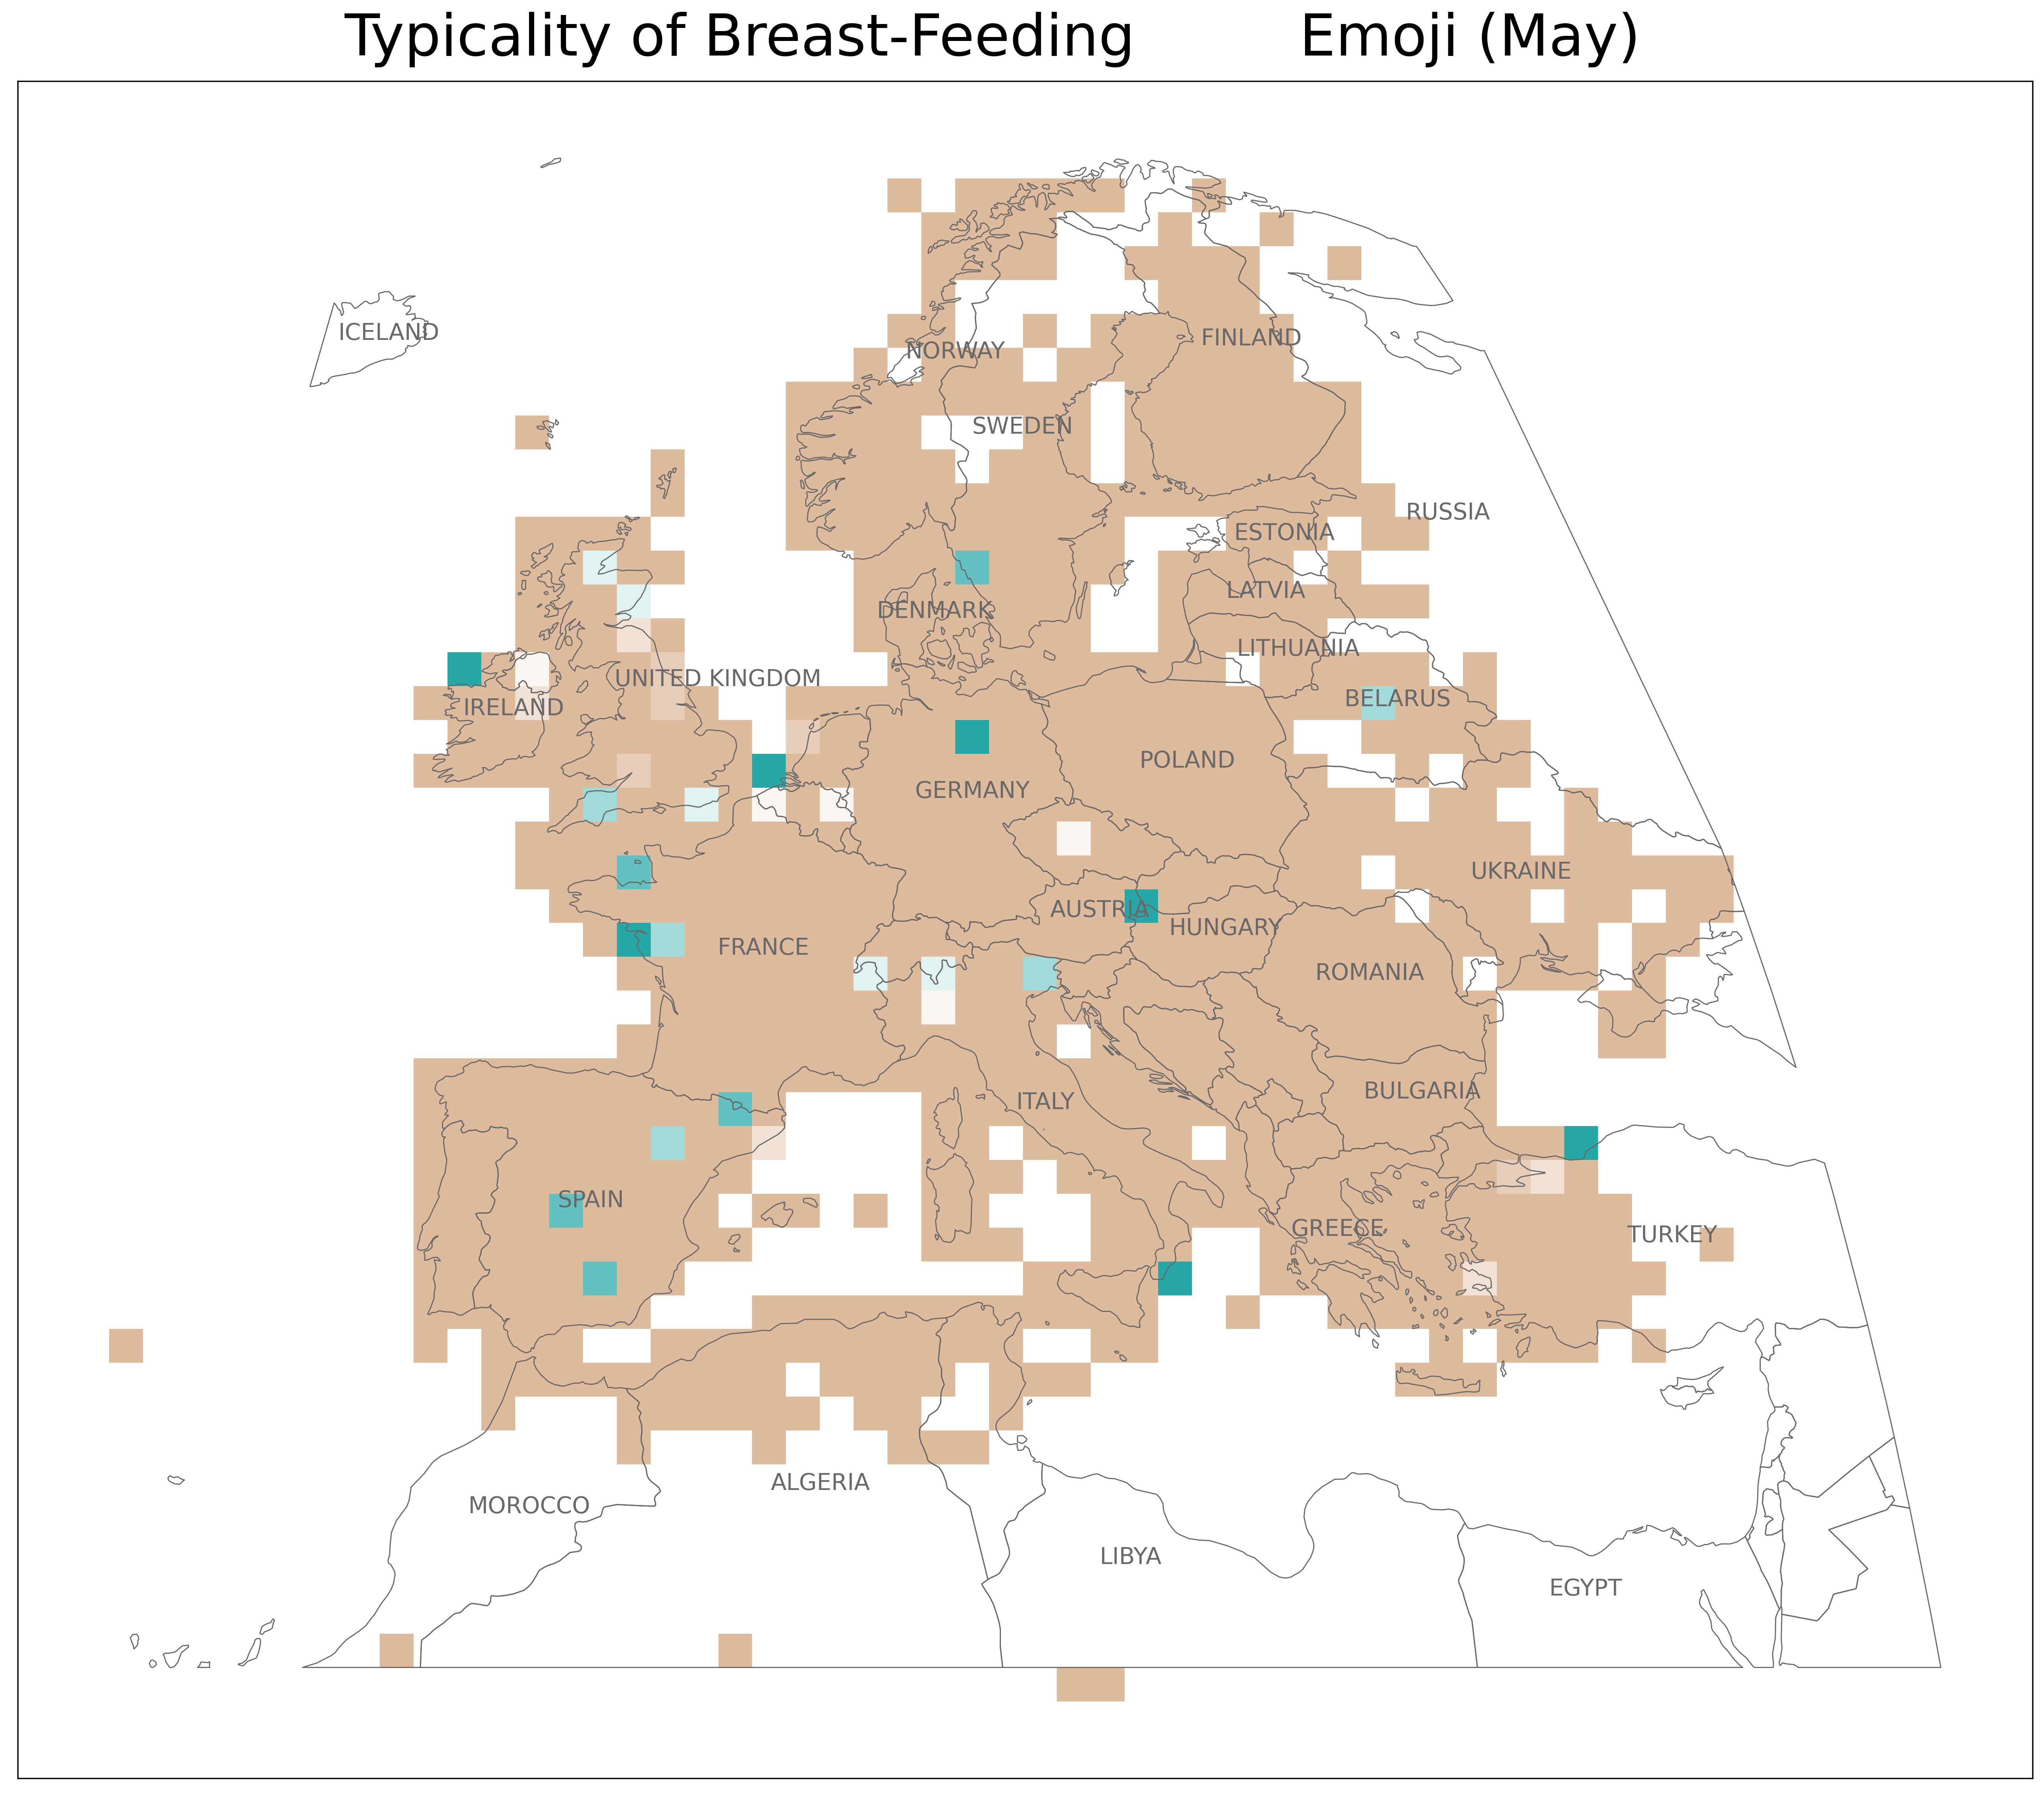 Typicality of Breast-Feeding Emoji (May)
ICELAND
NORWAY
FINLAND
SWEDEN
RUSSIA
ESTONIA
LATVIA
DENMARK
LITHUANIA
UNITED KINGDOM
BELARUS
IRELAND
POLAND
GERMANY
UKRAINE
AUSTRIA
HUNGARY
FRANCE
ROMANIA
BULGARIA
ITALY
SPAIN
GREECE
TURKEY
ALGERIA
MOROCCO
LIBYA
EGYPT